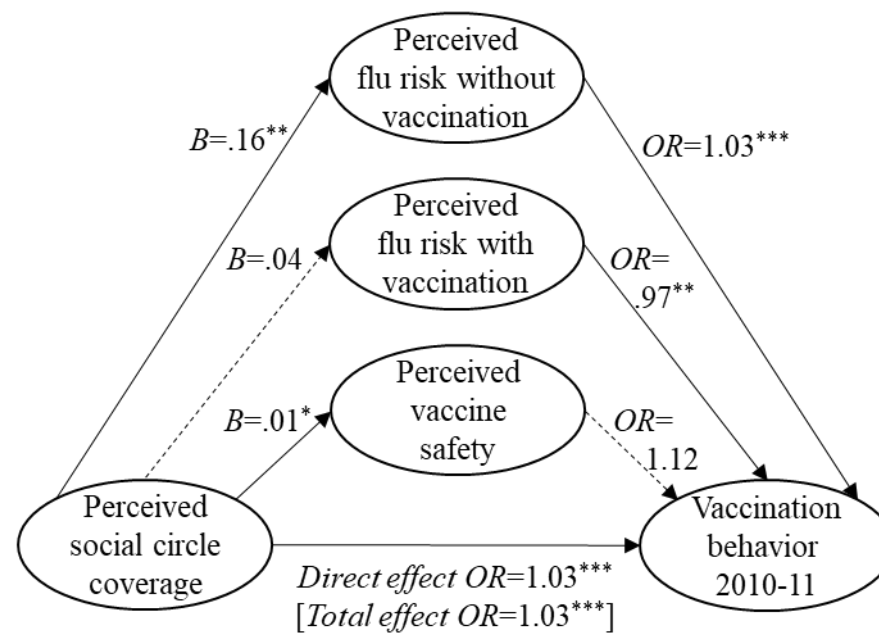 Perceived
flu risk without
vaccination
B=.16**
OR=1.03***
Perceived
flu risk with
vaccination
B=.04
OR=
.97**
Perceived
vaccine
safety
B=.01*
OR=
1.12
Perceived
social circle
coverage
Vaccination
behavior
2010-11
Direct effect OR=1.03***
[Total effect OR=1.03***]